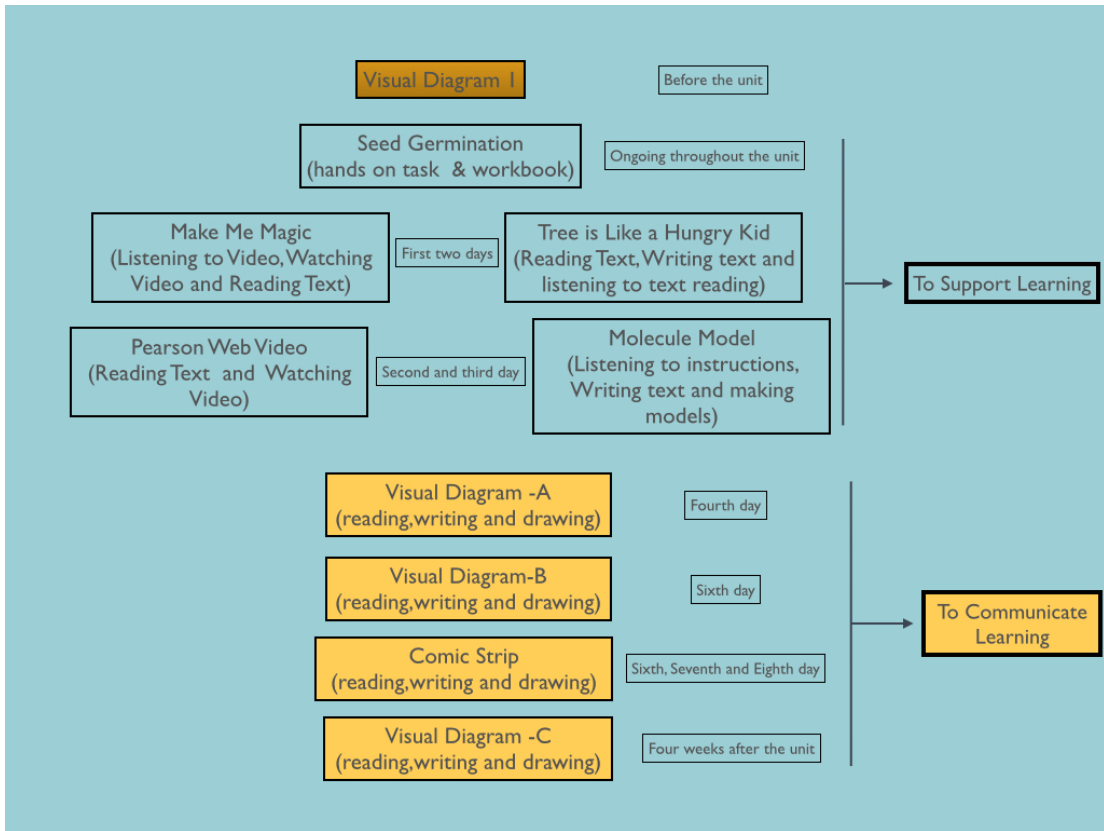 Visual Diagram 1
Before the unit
Seed Germination
(hands on task & workbook)
Ongoing throughout the unit
Make Me Magic
(Listening to Video, Watching
Video and Reading Text)
First two days
Tree is Like a Hungry Kid
(Reading Text, Writing text and
listening to text reading)
To Support Learning
Pearson Web Video
(Reading Text and Watching
Video)
Second and third day
Molecule Model
(Listening to instructions,
Writing text and making
models)
Visual Diagram -A
(reading,writing and drawing)
Fourth day
Visual Diagram-B
(reading,writing and drawing)
Sixth day
To Communicate
Learning
Comic Strip
(reading,writing and drawing)
Sixth, Seventh and Eighth day
Visual Diagram -C
(reading,writing and drawing)
Four weeks after the unit